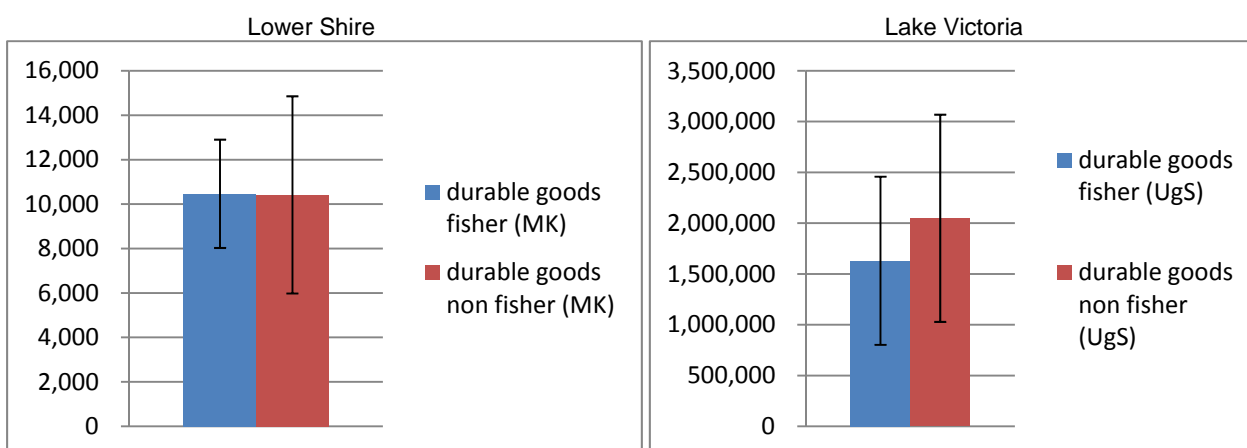 Lower Shire
16,000
14,000
12,000
10,000
8,000
6,000
4,000
2,000
0
durable goods
fisher (MK)
durable goods
non fisher (MK)
Lake Victoria
3,500,000
3,000,000
2,500,000
2,000,000
1,500,000
1,000,000
500,000
0
durable goods
fisher (UgS)
durable goods
non fisher
(UgS)